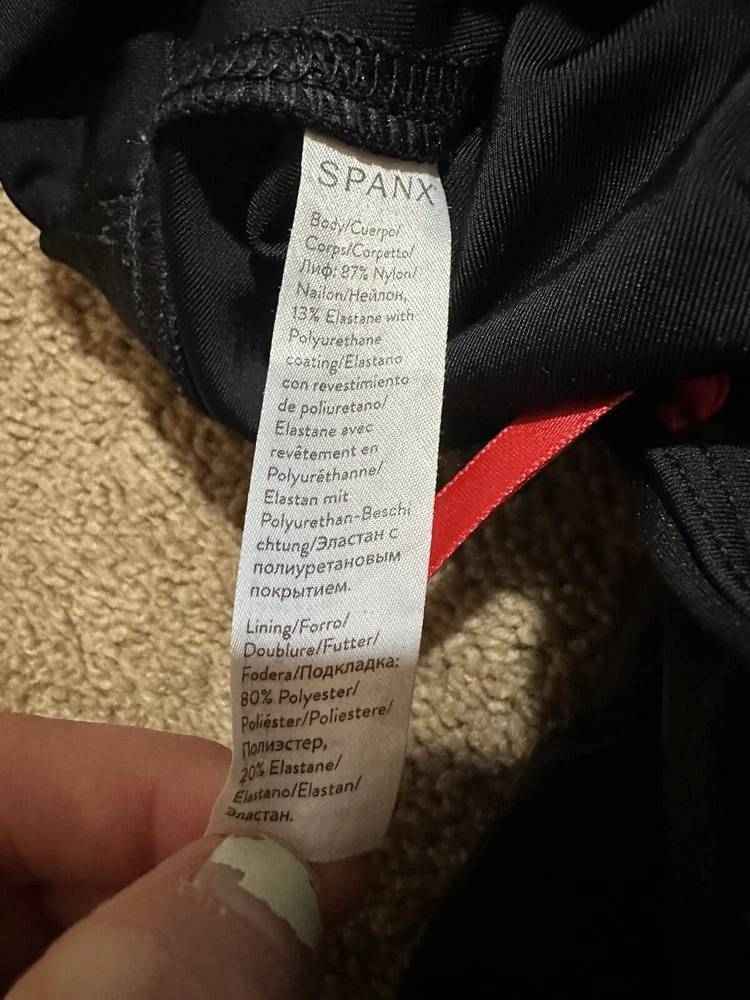 SPANX
Body/Cuerpo/
Corps/Corpetto/
Лиф: 87% Nylon/
Nailon/Нейлон,
13% Elastane with
Polyurethane
coating/Elastano
con revestimiento
de poliuretano/
Elastane avec
revêtement en
Polyuréthanne/
Elastan mit
Polyurethan-Beschi
chtung/Эластан с
полиуретановым
покрытием.
Lining/Forro/
Doublure/Futter/
Fodera/Подкладка:
80% Polyester/
Poliéster/Poliestere/
Полиэстер,
20% Elastane/
Elastano/Elastan/
Эластан.